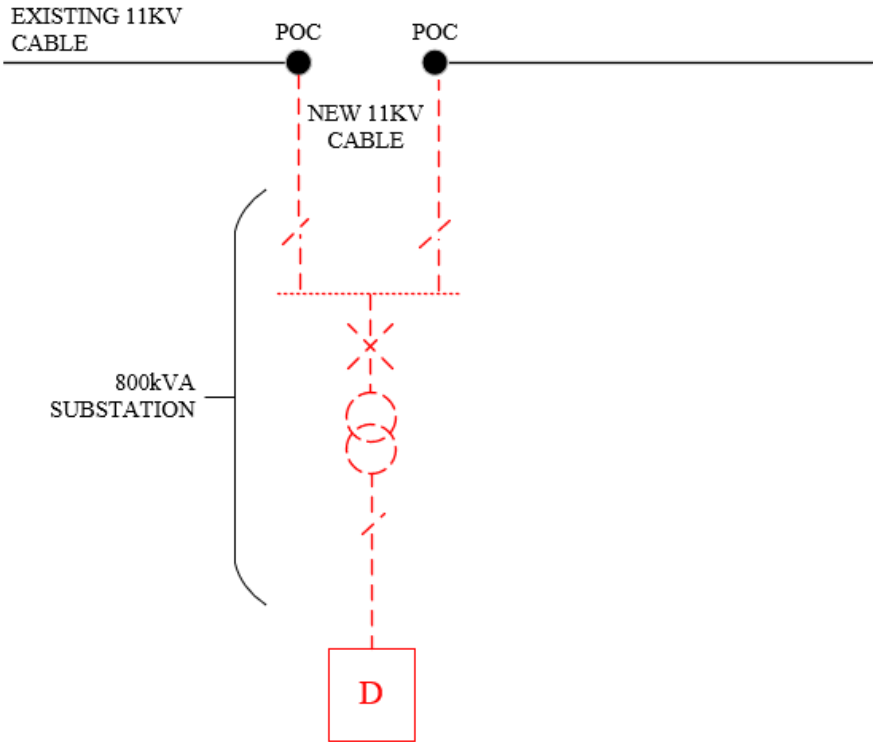 EXISTING 11KV
CABLE
POC
POC
NEW 11KV
CABLE
800kVA
SUBSTATION
D